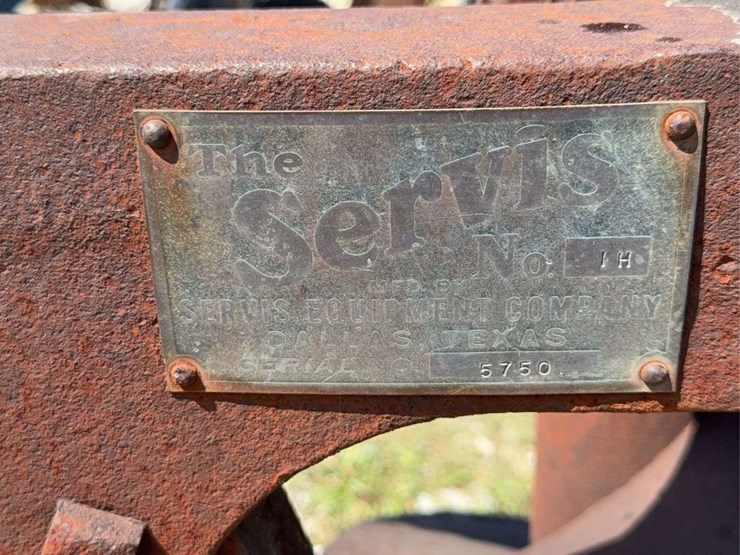 The
Servis
No. 1H
MFD. BY
SERVIS EQUIPMENT COMPANY
DALLAS, TEXAS
SERIAL NO. 5750